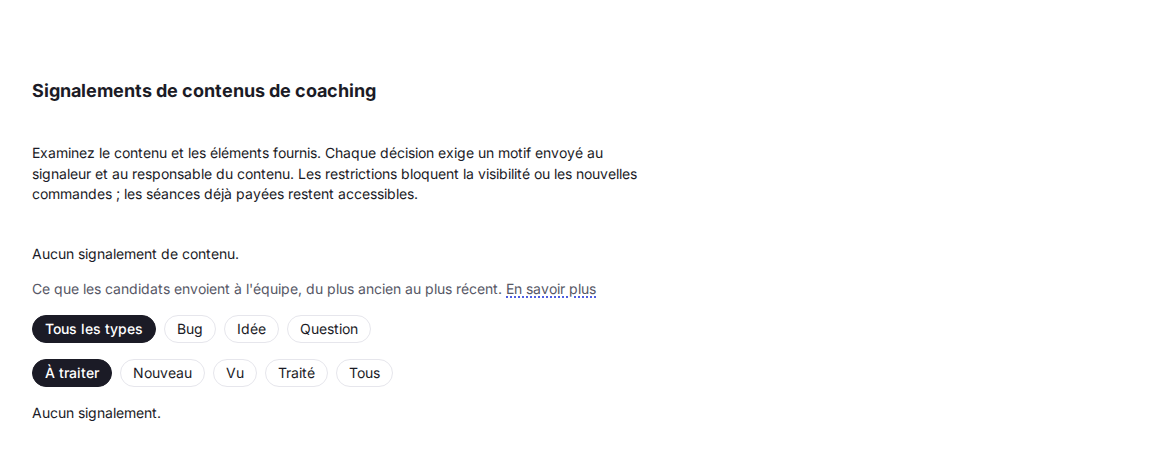 Signalements de contenus de coaching
Examinez le contenu et les éléments fournis. Chaque décision exige un motif envoyé au
signaleur et au responsable du contenu. Les restrictions bloquent la visibilité ou les nouvelles
commandes ; les séances déjà payées restent accessibles.
Aucun signalement de contenu.
Ce que les candidats envoient à l'équipe, du plus ancien au plus récent. En savoir plus
Tous les types Bug Idée Question
À traiter Nouveau Vu Traité Tous
Aucun signalement.